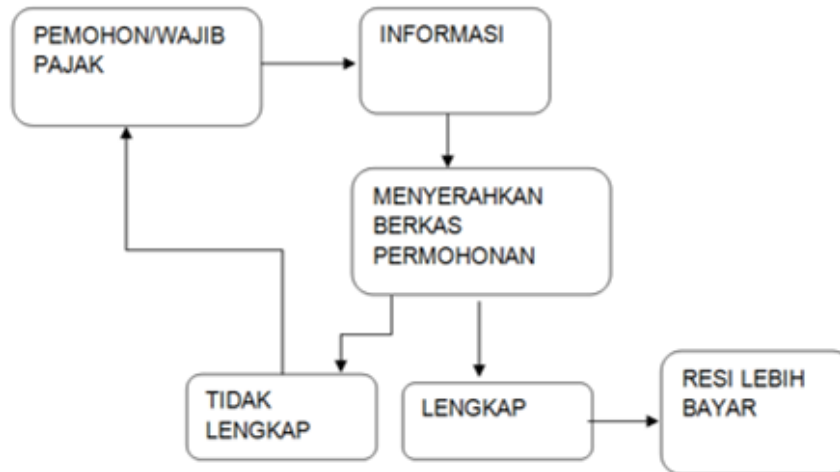 PEMOHON/WAJIB
PAJAK
INFORMASI
MENYERAHKAN
BERKAS
PERMOHONAN
TIDAK
LENGKAP
LENGKAP
RESI LEBIH
BAYAR